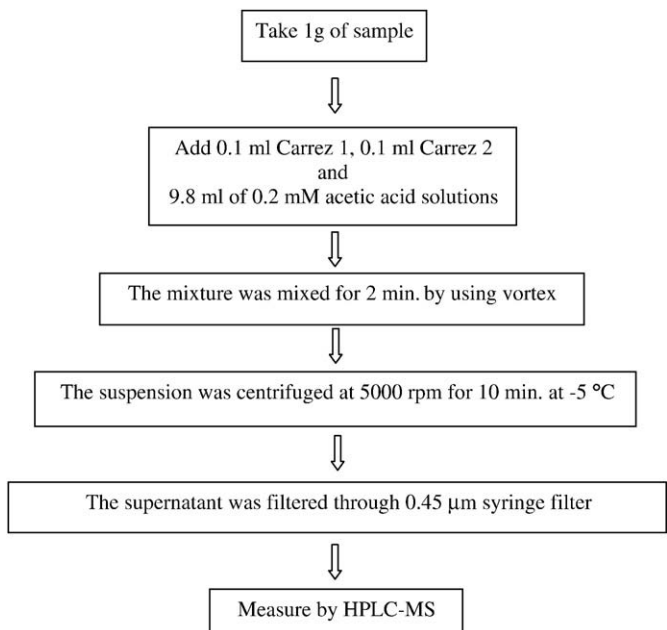 Take 1g of sample
Add 0.1 ml Carrez 1, 0.1 ml Carrez 2
and
9.8 ml of 0.2 mM acetic acid solutions
The mixture was mixed for 2 min. by using vortex
The suspension was centrifuged at 5000 rpm for 10 min. at -5 °C
The supernatant was filtered through 0.45 µm syringe filter
Measure by HPLC-MS